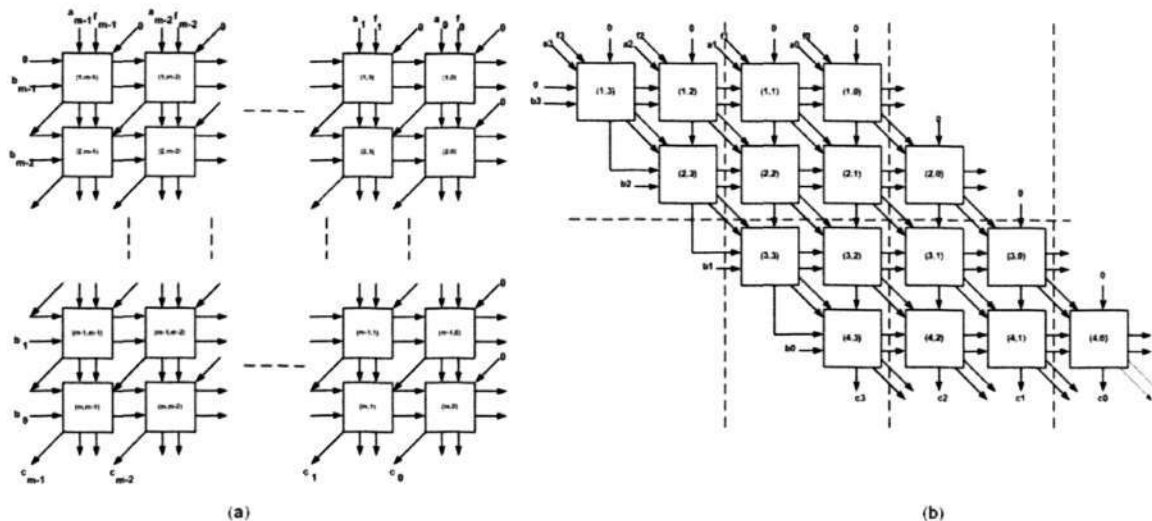 a m-1 f m-1 a m-2 f m-2 0 a 1 f 1 a 0 f 0 0
0 (1,m-1) (1,m-2) (1,1) (1,0)
b m-1
0
b m-2 (2,m-1) (2,m-2) (2,1) (2,0)
0
b 1 (m-1,m-1) (m-1,m-2) (m-1,1) (m-1,0)
0
b 0 (m,m-1) (m,m-2) (m,1) (m,0)
c m-1 c m-2 c 1 c 0
(a)
f3 0 f2 0 f1 0 f0 0
a3 a2 a1 a0
(1,3) (1,2) (1,1) (1,0)
b3
0
b2 (2,3) (2,2) (2,1) (2,0)
0
b1 (3,3) (3,2) (3,1) (3,0)
0
b0 (4,3) (4,2) (4,1) (4,0)
c3 c2 c1 c0
(b)